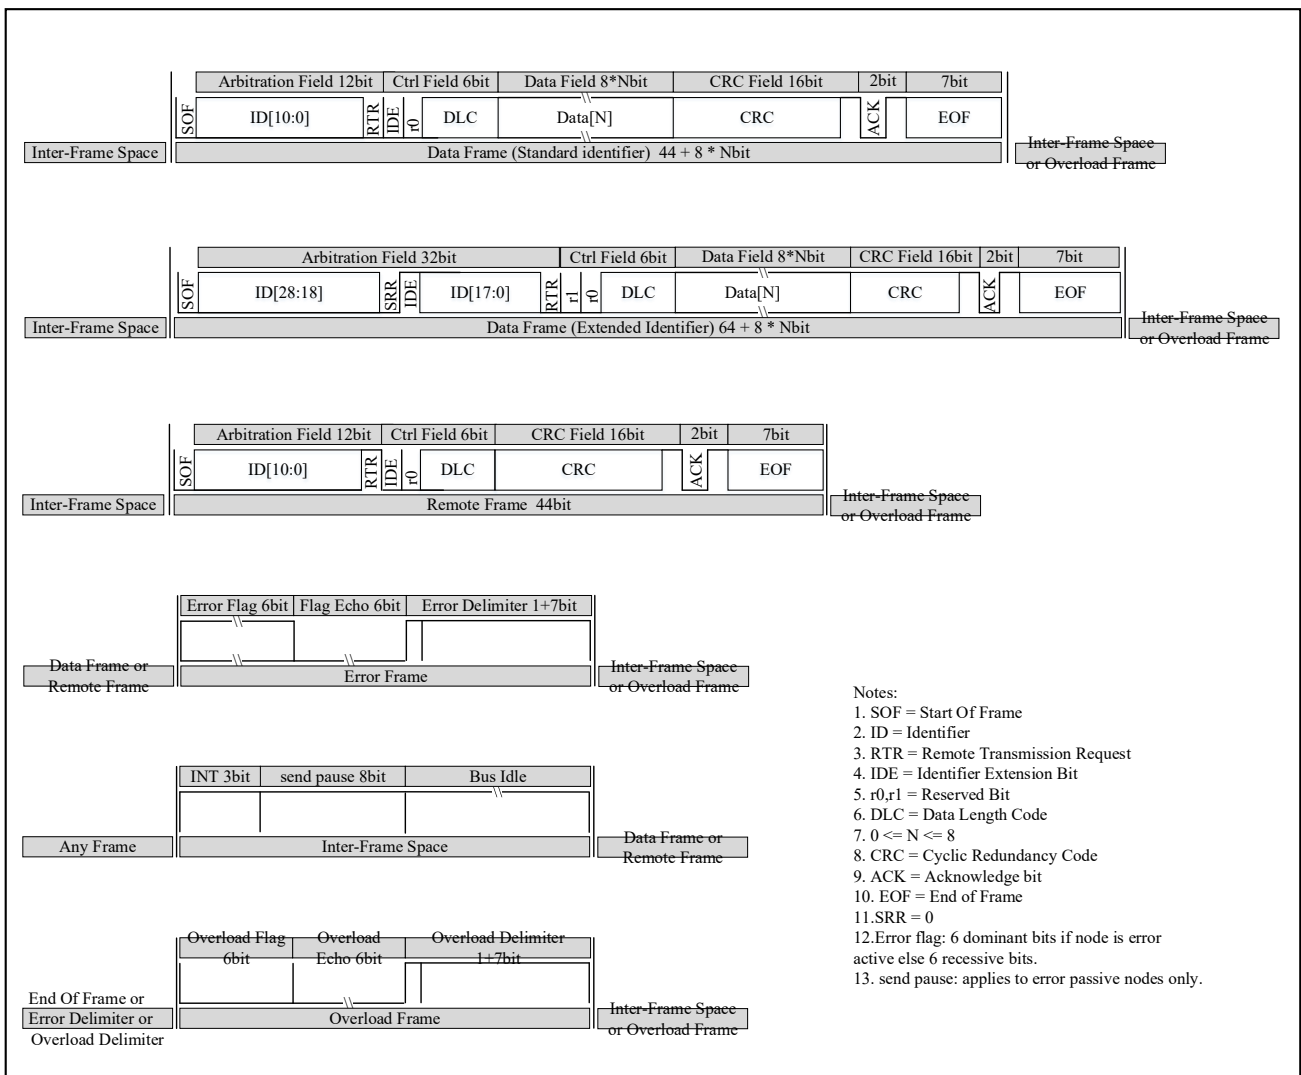 Arbitration Field 12bit Ctrl Field 6bit Data Field 8*Nbit CRC Field 16bit 2bit 7bit
SOF ID[10:0] RTR IDE r0 DLC Data[N] CRC ACK EOF
Inter-Frame Space Data Frame (Standard identifier) 44 + 8 * Nbit Inter-Frame Space
or Overload Frame
Arbitration Field 32bit Ctrl Field 6bit Data Field 8*Nbit CRC Field 16bit 2bit 7bit
SOF ID[28:18] SRR IDE ID[17:0] RTR r1 r0 DLC Data[N] CRC ACK EOF
Inter-Frame Space Data Frame (Extended Identifier) 64 + 8 * Nbit Inter-Frame Space
or Overload Frame
Arbitration Field 12bit Ctrl Field 6bit CRC Field 16bit 2bit 7bit
SOF ID[10:0] RTR IDE r0 DLC CRC ACK EOF
Inter-Frame Space Remote Frame 44bit Inter-Frame Space
or Overload Frame
Error Flag 6bit Flag Echo 6bit Error Delimiter 1+7bit
Data Frame or
Remote Frame Error Frame Inter-Frame Space
or Overload Frame
INT 3bit send pause 8bit Bus Idle
Any Frame Inter-Frame Space Data Frame or
Remote Frame
Overload Flag
6bit Overload
Echo 6bit Overload Delimiter
1+7bit
End Of Frame or
Error Delimiter or
Overload Delimiter Overload Frame Inter-Frame Space
or Overload Frame
Notes:
1. SOF = Start Of Frame
2. ID = Identifier
3. RTR = Remote Transmission Request
4. IDE = Identifier Extension Bit
5. r0,r1 = Reserved Bit
6. DLC = Data Length Code
7. 0 <= N <= 8
8. CRC = Cyclic Redundancy Code
9. ACK = Acknowledge bit
10. EOF = End of Frame
11.SRR = 0
12.Error flag: 6 dominant bits if node is error
active else 6 recessive bits.
13. send pause: applies to error passive nodes only.